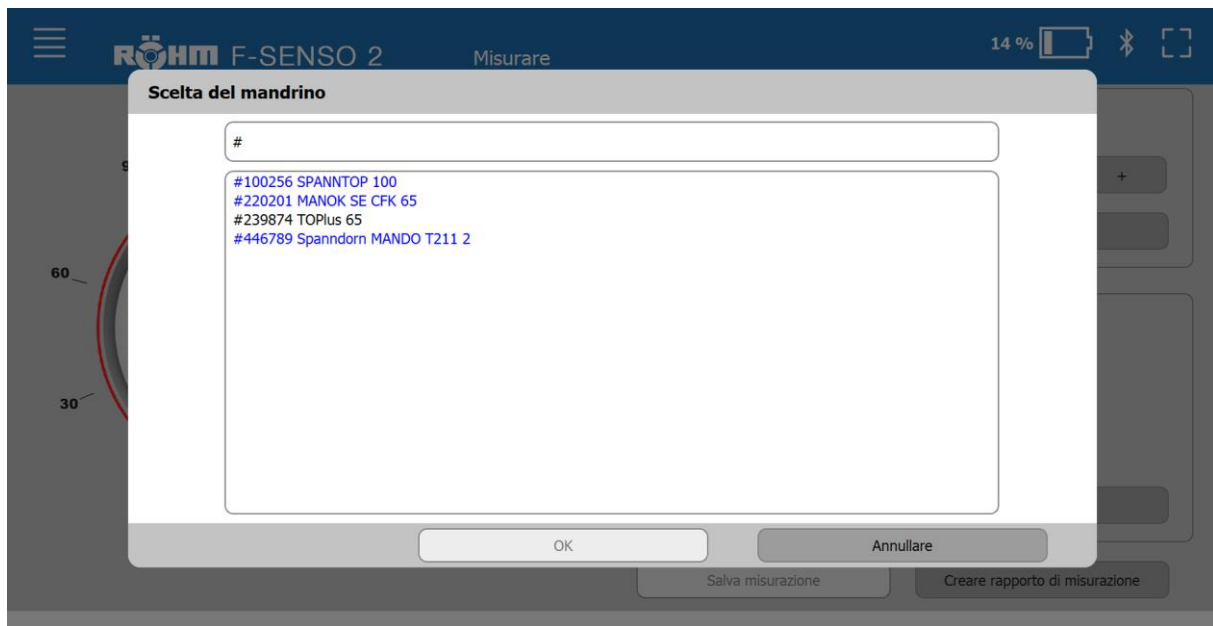 RÖHM F-SENSO 2
Misurare
14 %
Scelta del mandrino
#
#100256 SPANNTOP 100
#220201 MANOK SE CFK 65
#239874 TOPlus 65
#446789 Spanndorn MANDO T211 2
9
+
60
30
OK
Annullare
Salva misurazione
Creare rapporto di misurazione